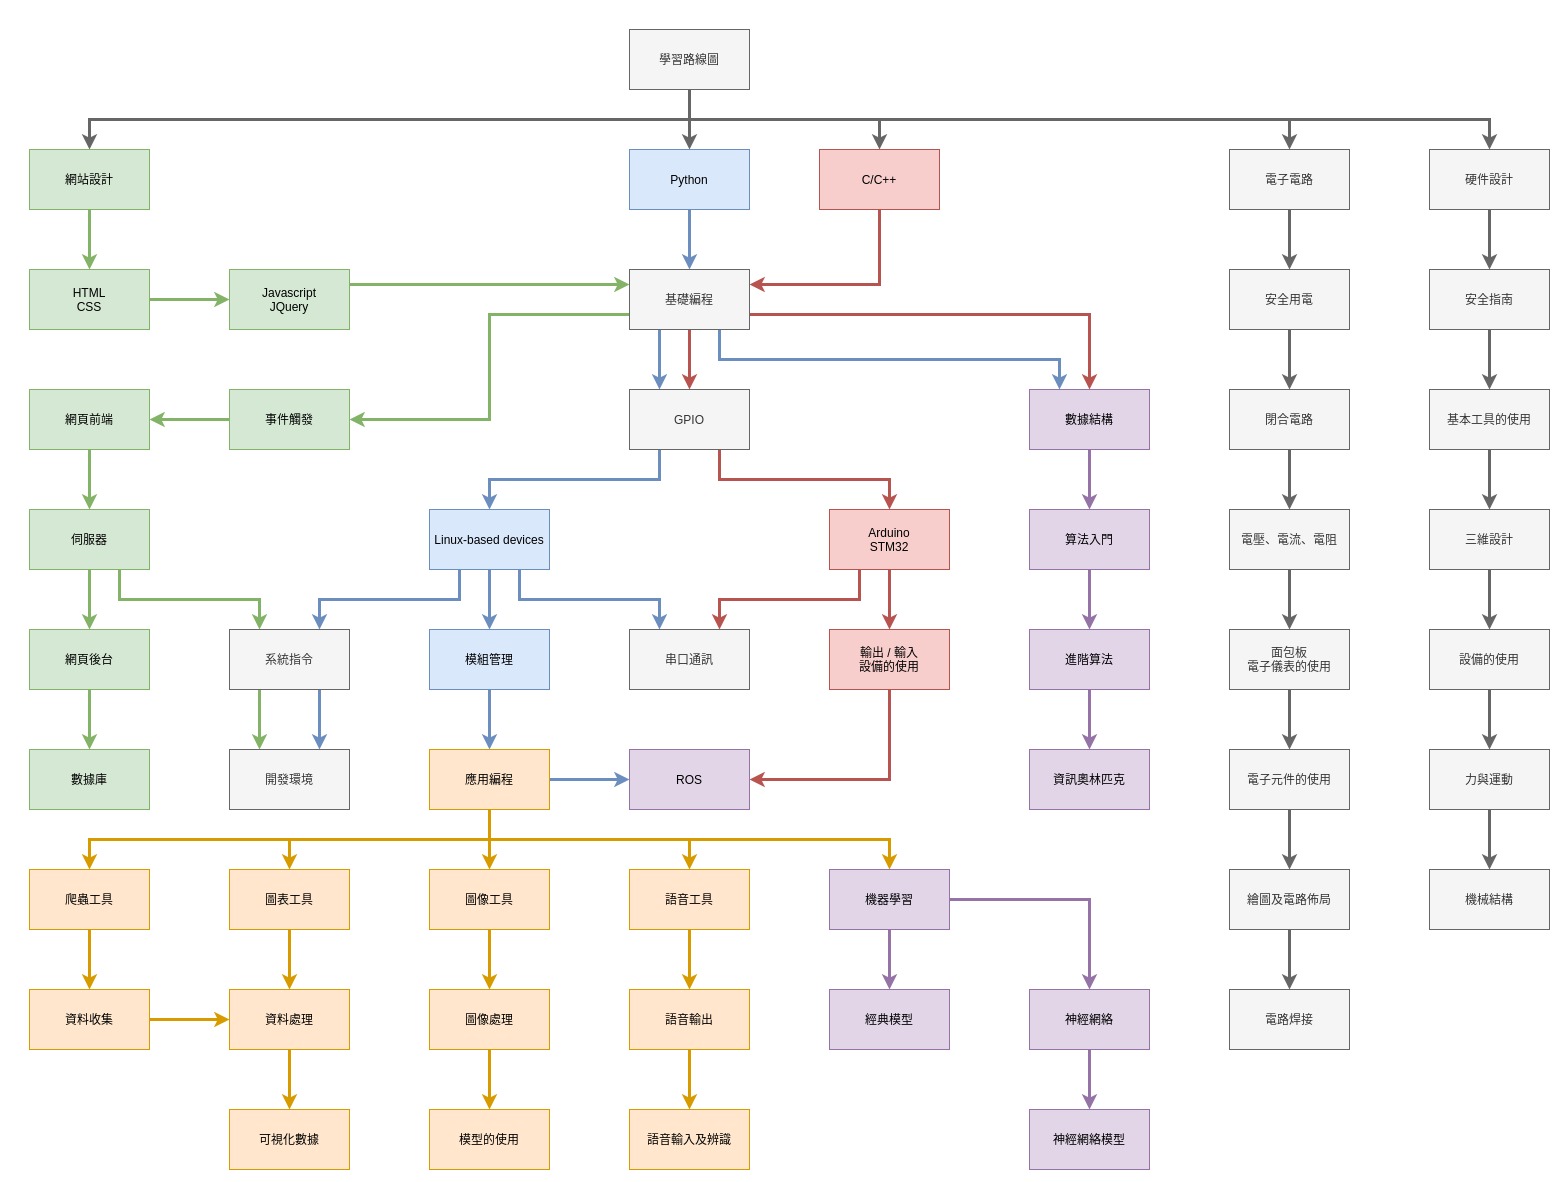 學習路線圖
網站設計
Python
C/C++
電子電路
硬件設計
HTML
CSS
Javascript
JQuery
基礎編程
安全用電
安全指南
網頁前端
事件觸發
GPIO
數據結構
閉合電路
基本工具的使用
伺服器
Linux-based devices
Arduino
STM32
算法入門
電壓、電流、電阻
三維設計
網頁後台
系統指令
模組管理
串口通訊
輸出 / 輸入
設備的使用
進階算法
面包板
電子儀表的使用
設備的使用
數據庫
開發環境
應用編程
ROS
資訊奧林匹克
電子元件的使用
力與運動
爬蟲工具
圖表工具
圖像工具
語音工具
機器學習
繪圖及電路佈局
機械結構
資料收集
資料處理
圖像處理
語音輸出
經典模型
神經網絡
電路焊接
可視化數據
模型的使用
語音輸入及辨識
神經網絡模型